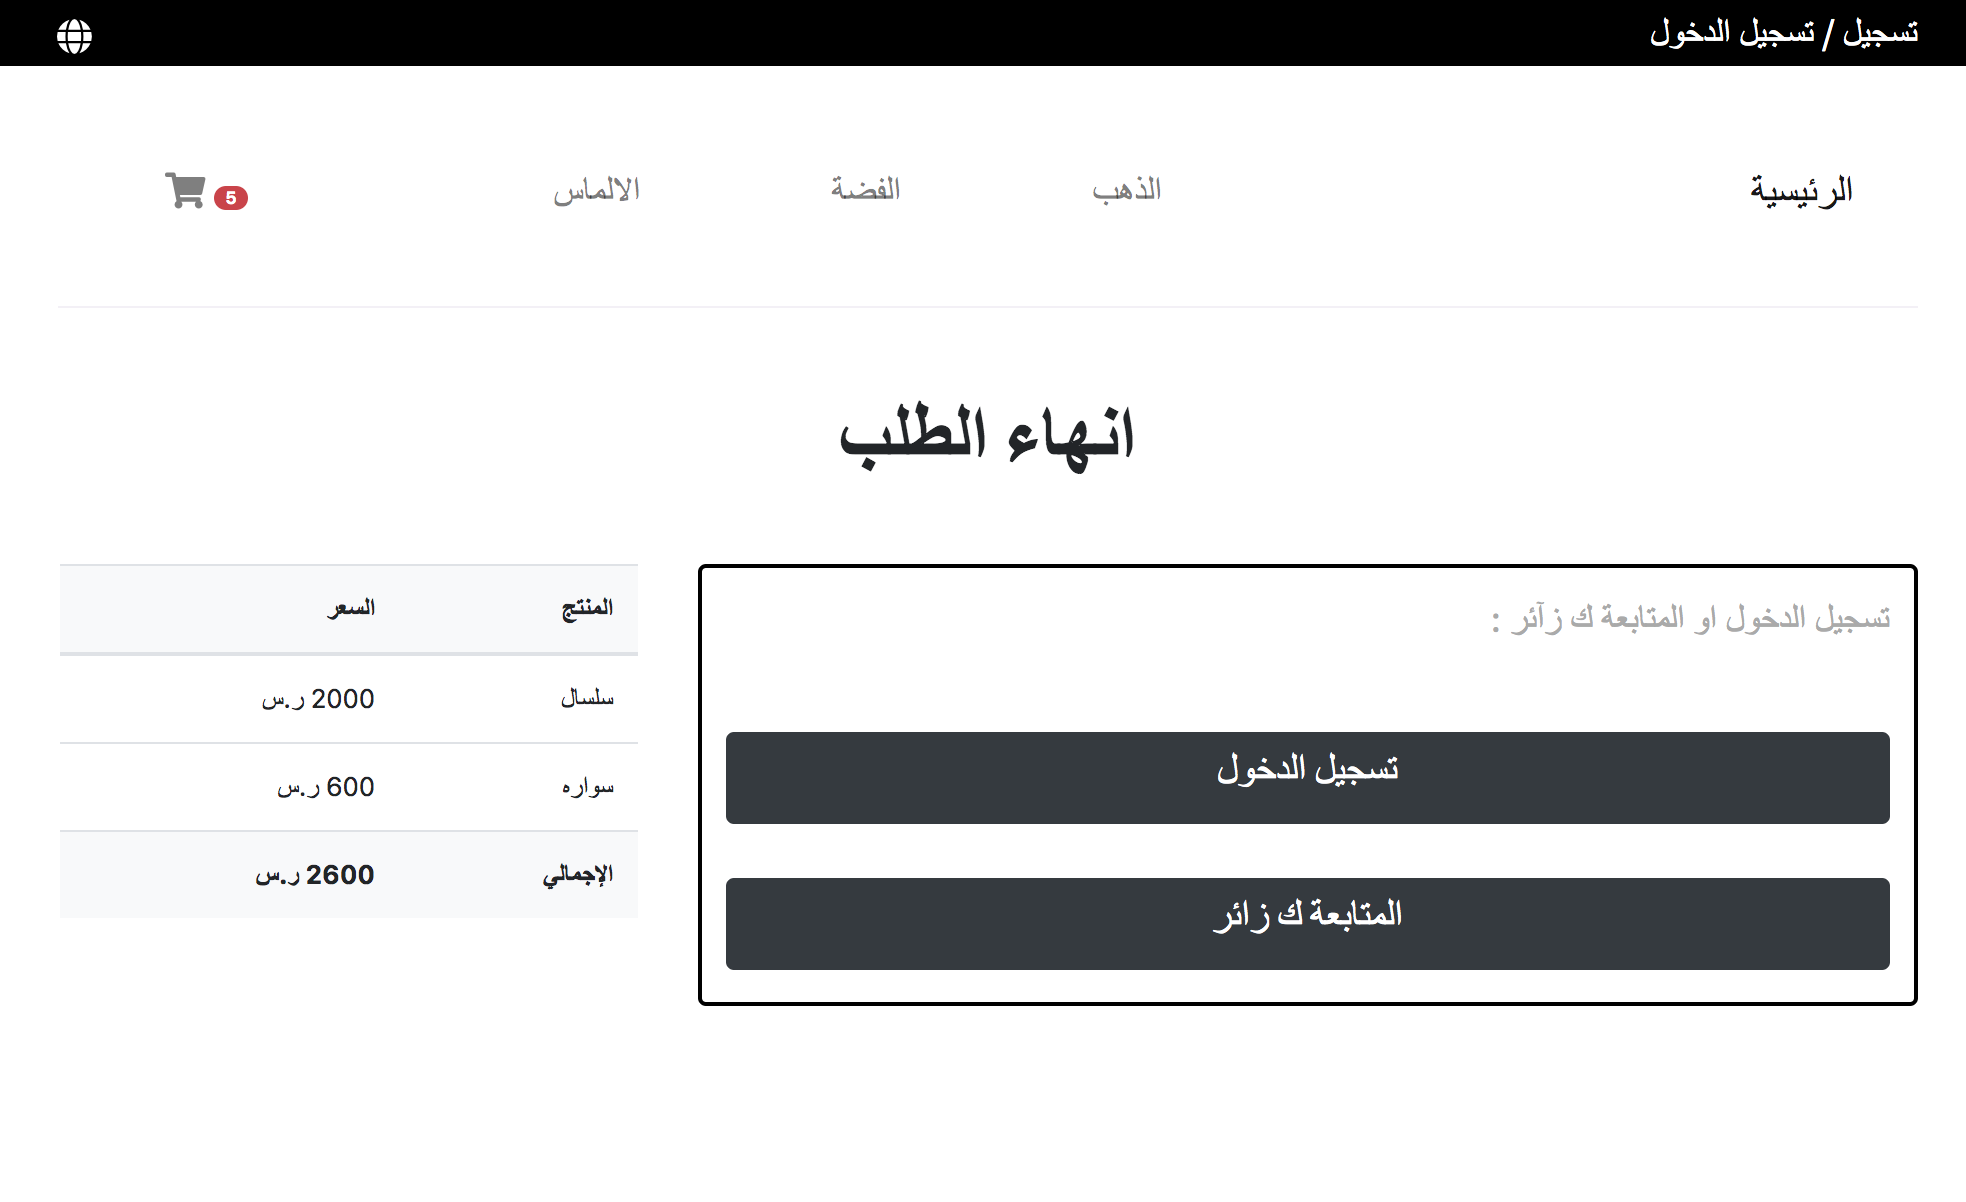 تسجيل / تسجيل الدخول
الرئيسية
الذهب
الفضة
الالماس
5
انهاء الطلب
تسجيل الدخول او المتابعة ك زآئر :
تسجيل الدخول
المتابعة ك زائر
المنتج السعر
سلسال 2000 ر.س
سواره 600 ر.س
الإجمالي 2600 ر.س